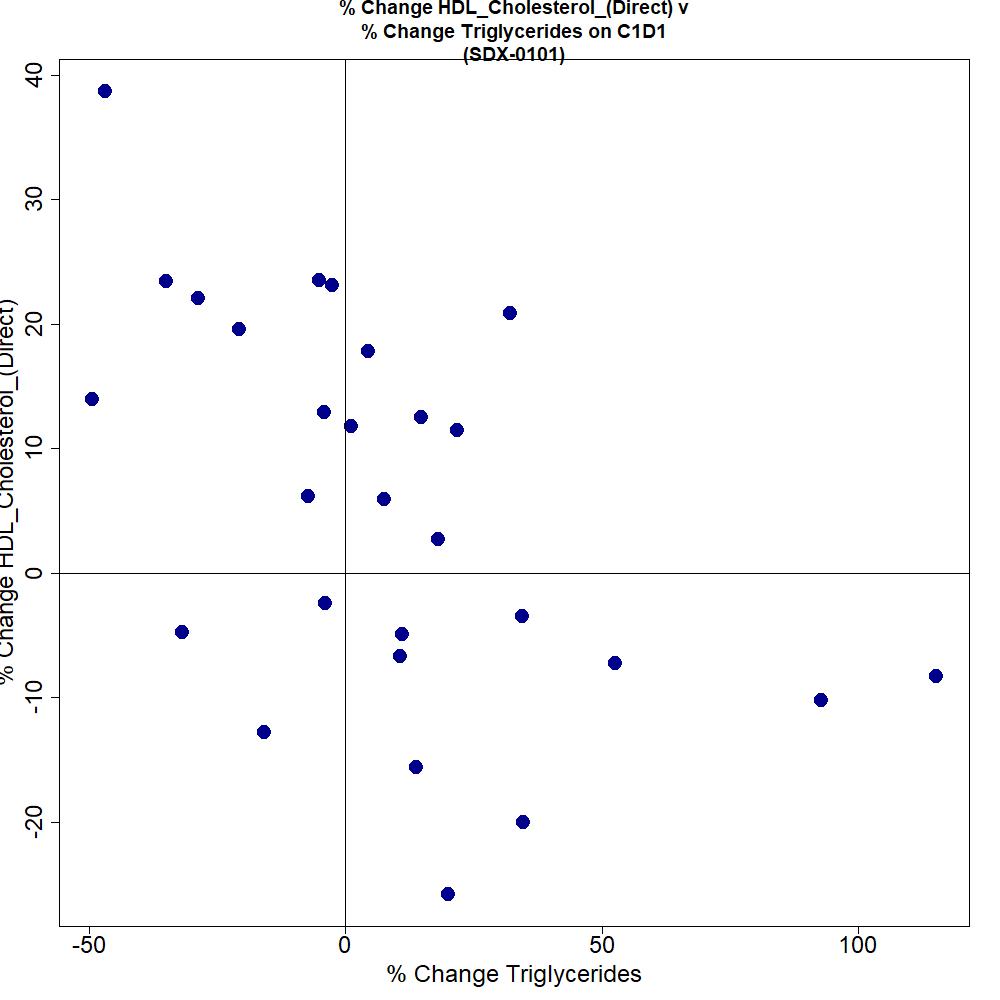 % Change HDL_Cholesterol_(Direct) v
% Change Triglycerides on C1D1
(SDX-0101)
% Change HDL_Cholesterol_(Direct)
40
30
20
10
0
-10
-20
-50
0
50
100
% Change Triglycerides